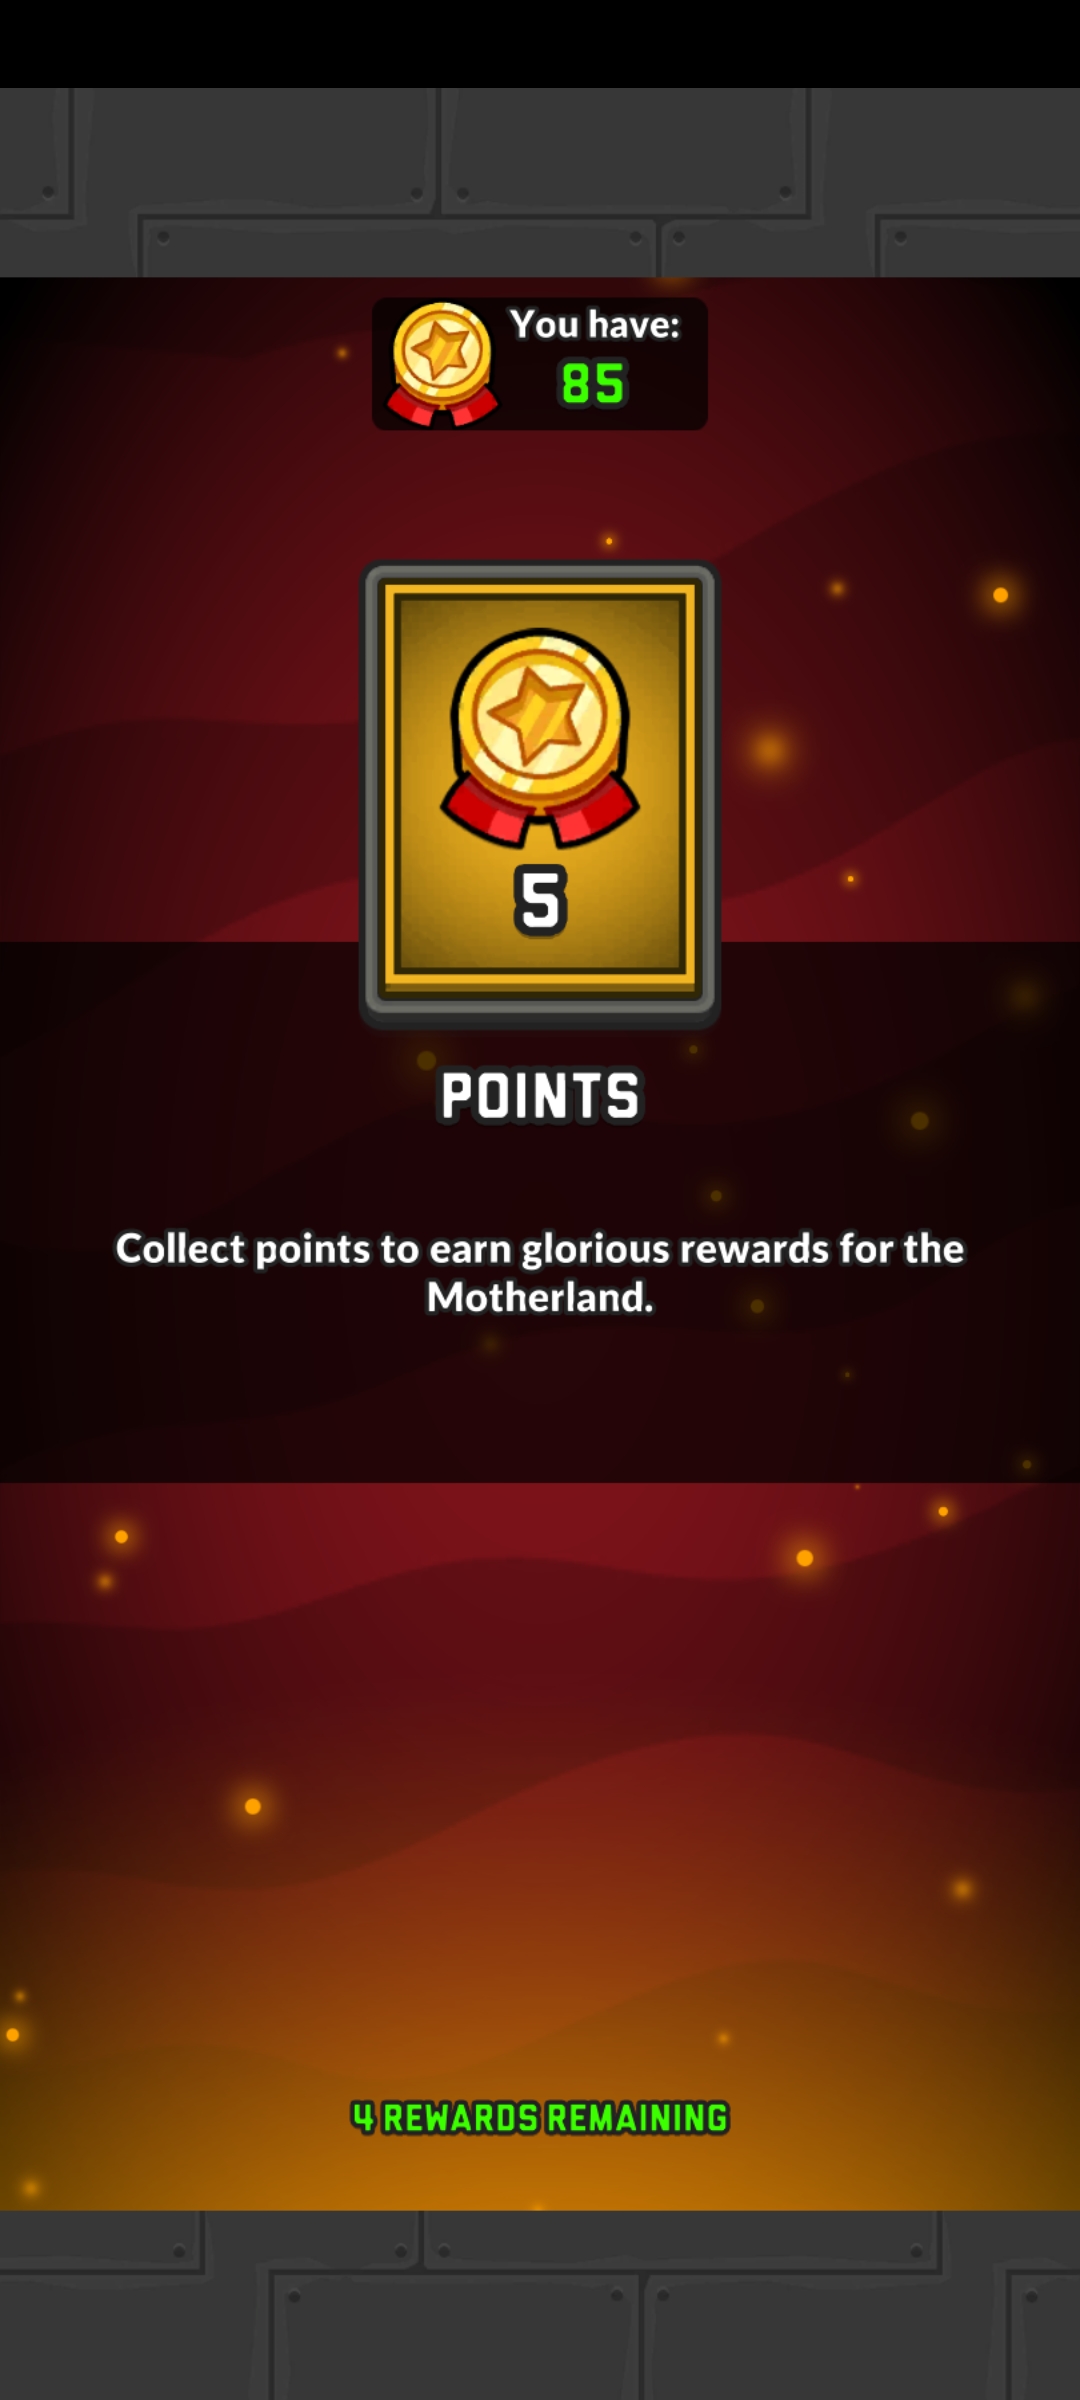 You have:
85
5
POINTS
Collect points to earn glorious rewards for the
Motherland.
4 REWARDS REMAINING